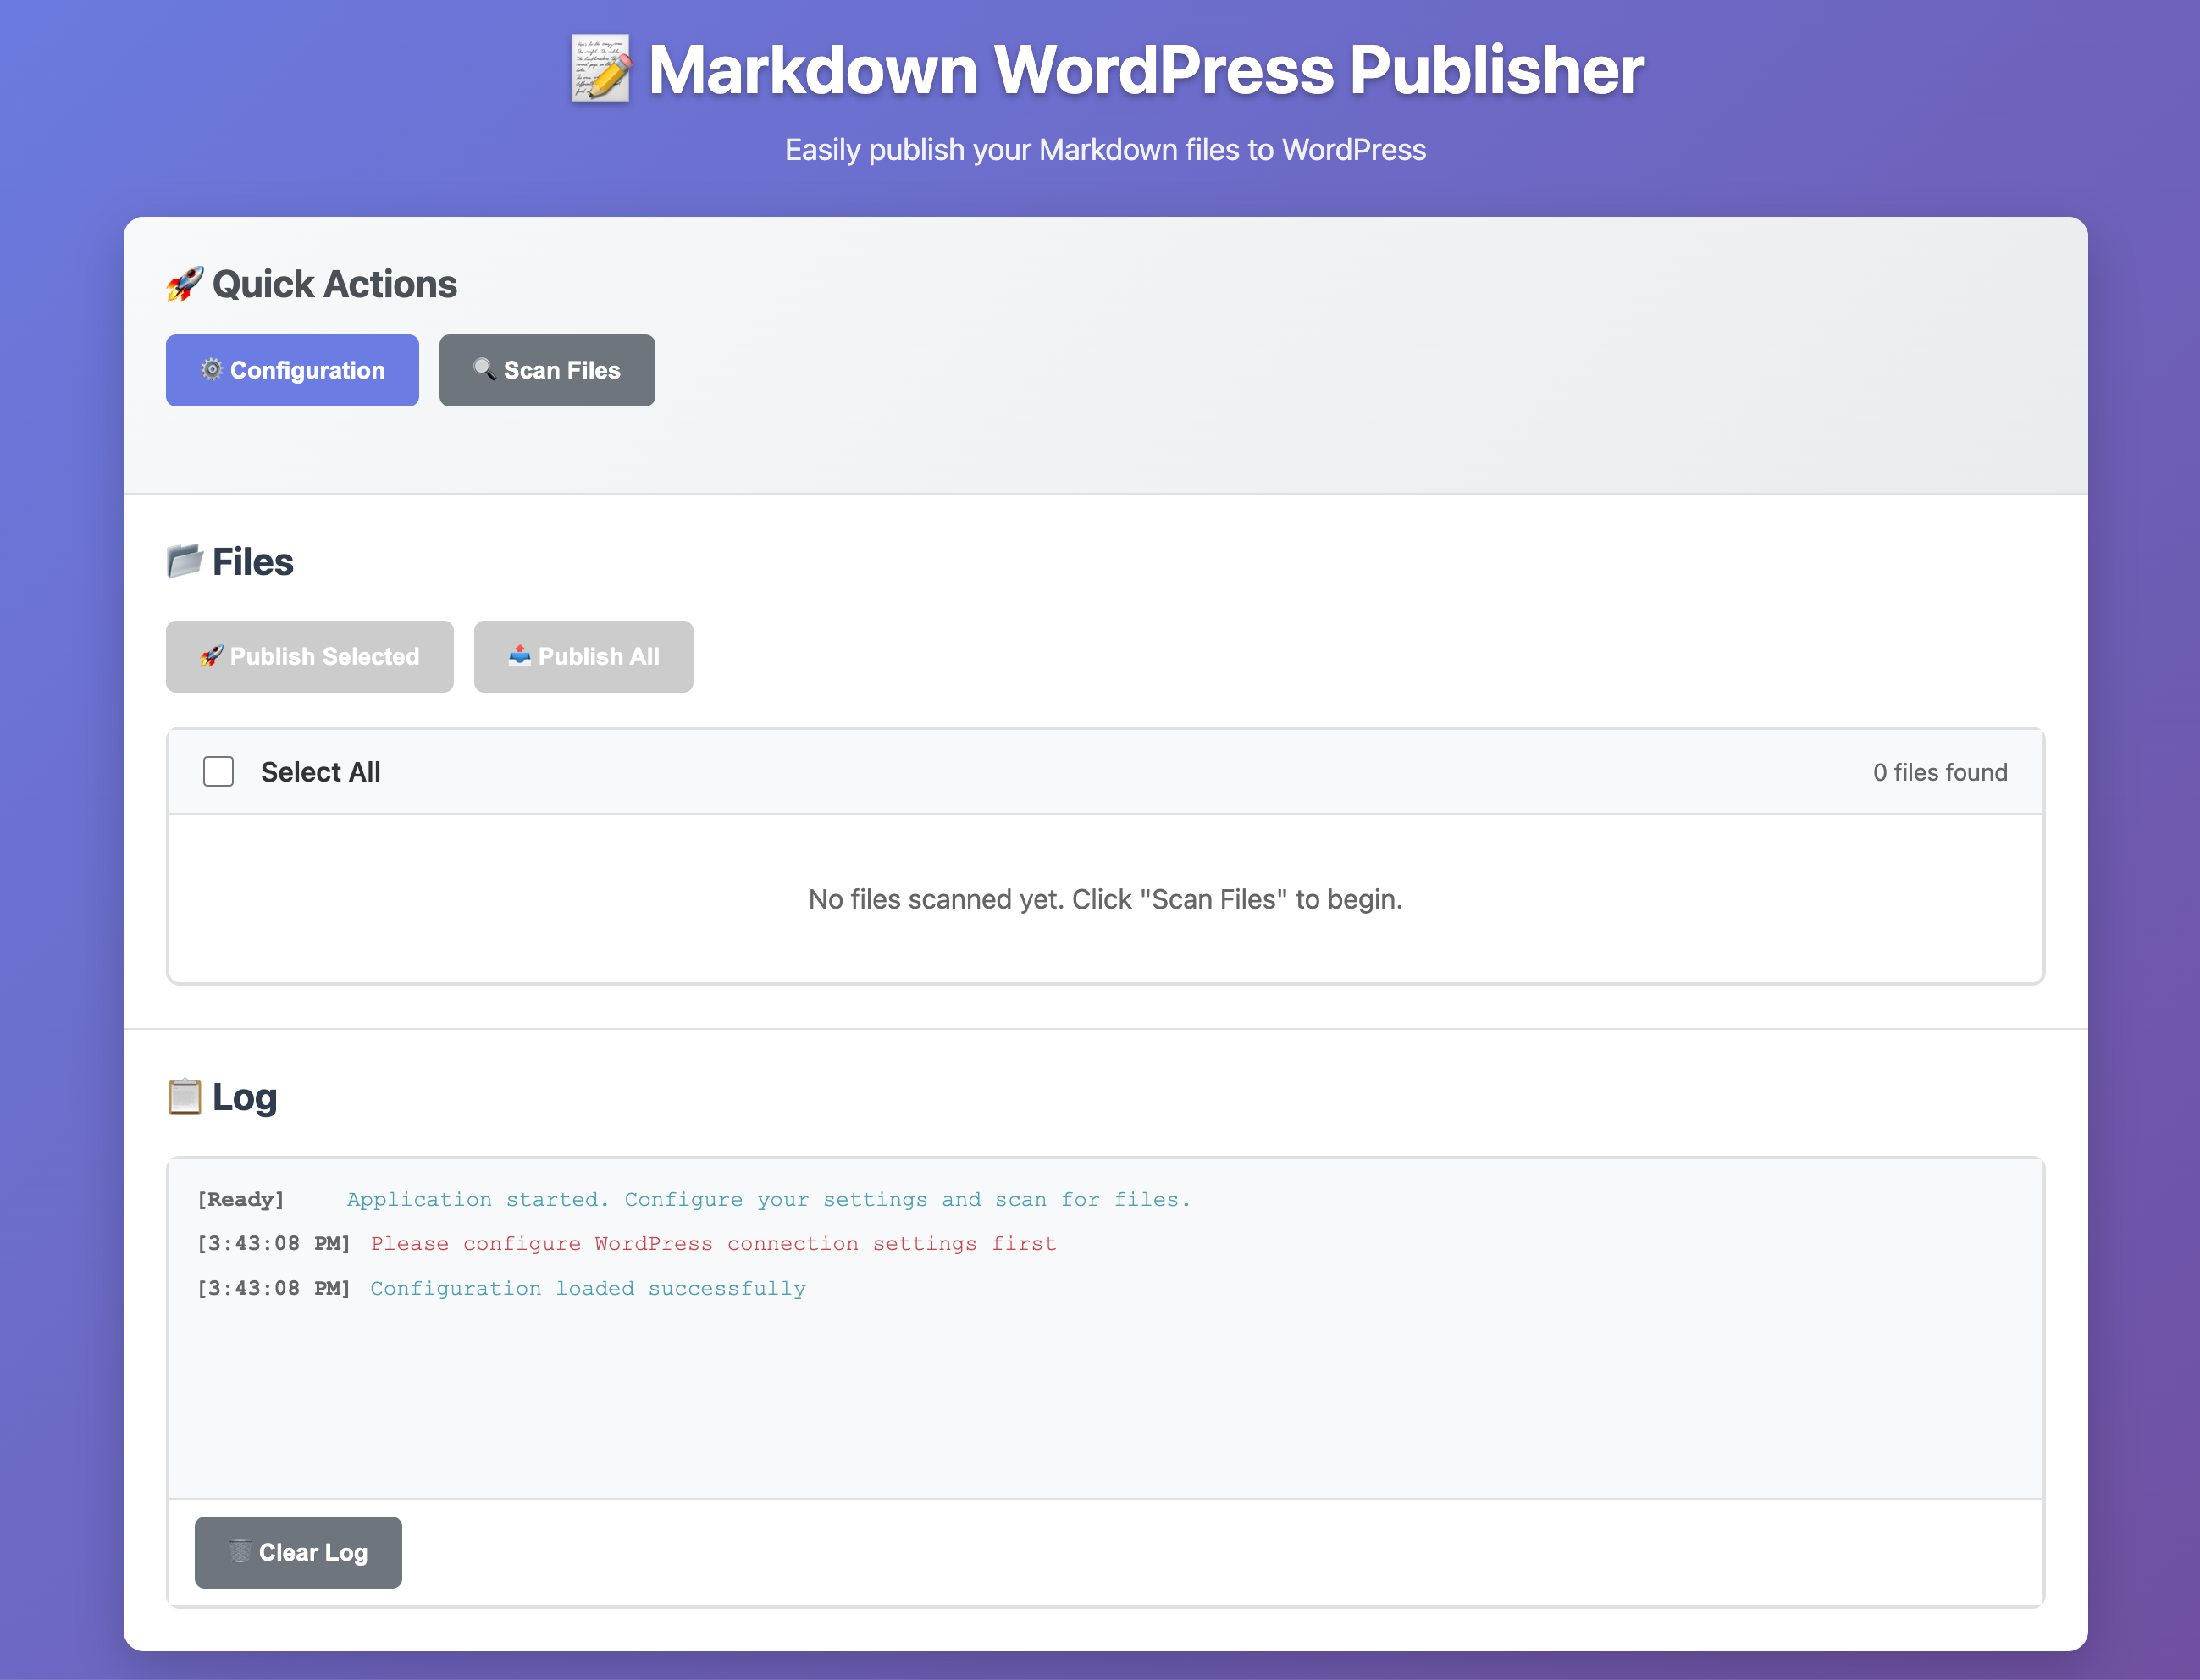 Markdown WordPress Publisher
Easily publish your Markdown files to WordPress
Quick Actions
Configuration
Scan Files
Files
Publish Selected
Publish All
Select All
0 files found
No files scanned yet. Click "Scan Files" to begin.
Log
[Ready] Application started. Configure your settings and scan for files.
[3:43:08 PM] Please configure WordPress connection settings first
[3:43:08 PM] Configuration loaded successfully
Clear Log